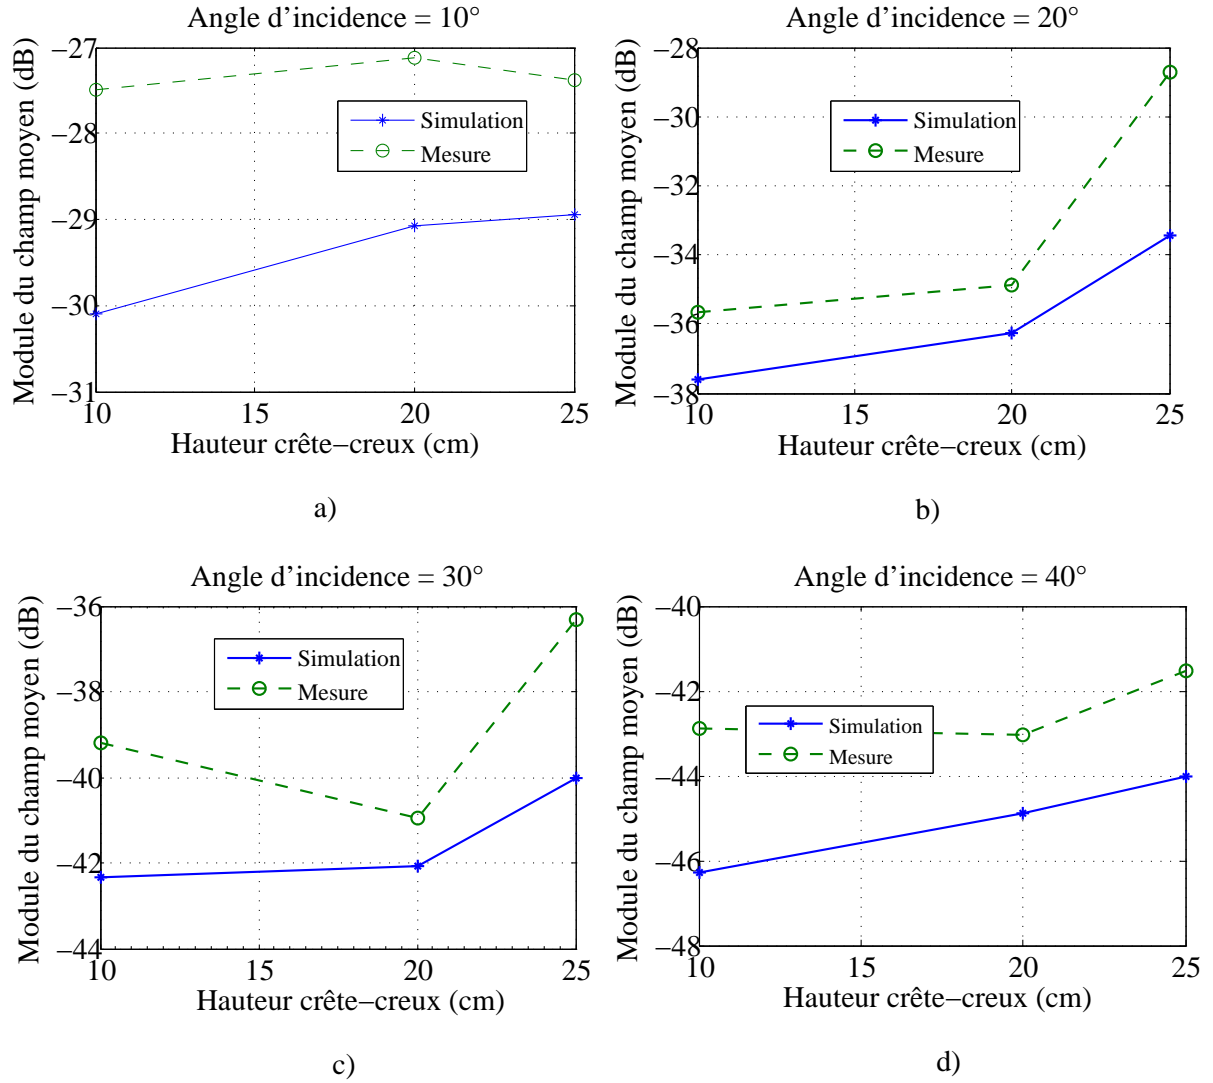 Angle d’incidence = 10°
Module du champ moyen (dB)
−27
−28
−29
−30
−31
Simulation
Mesure
10
15
20
25
Hauteur crête−creux (cm)
a)
Angle d’incidence = 20°
Module du champ moyen (dB)
−28
−30
−32
−34
−36
−38
Simulation
Mesure
10
15
20
25
Hauteur crête−creux (cm)
b)
Angle d’incidence = 30°
Module du champ moyen (dB)
−36
−38
−40
−42
−44
Simulation
Mesure
10
15
20
25
Hauteur crête−creux (cm)
c)
Angle d’incidence = 40°
Module du champ moyen (dB)
−40
−42
−44
−46
−48
Simulation
Mesure
10
15
20
25
Hauteur crête−creux (cm)
d)